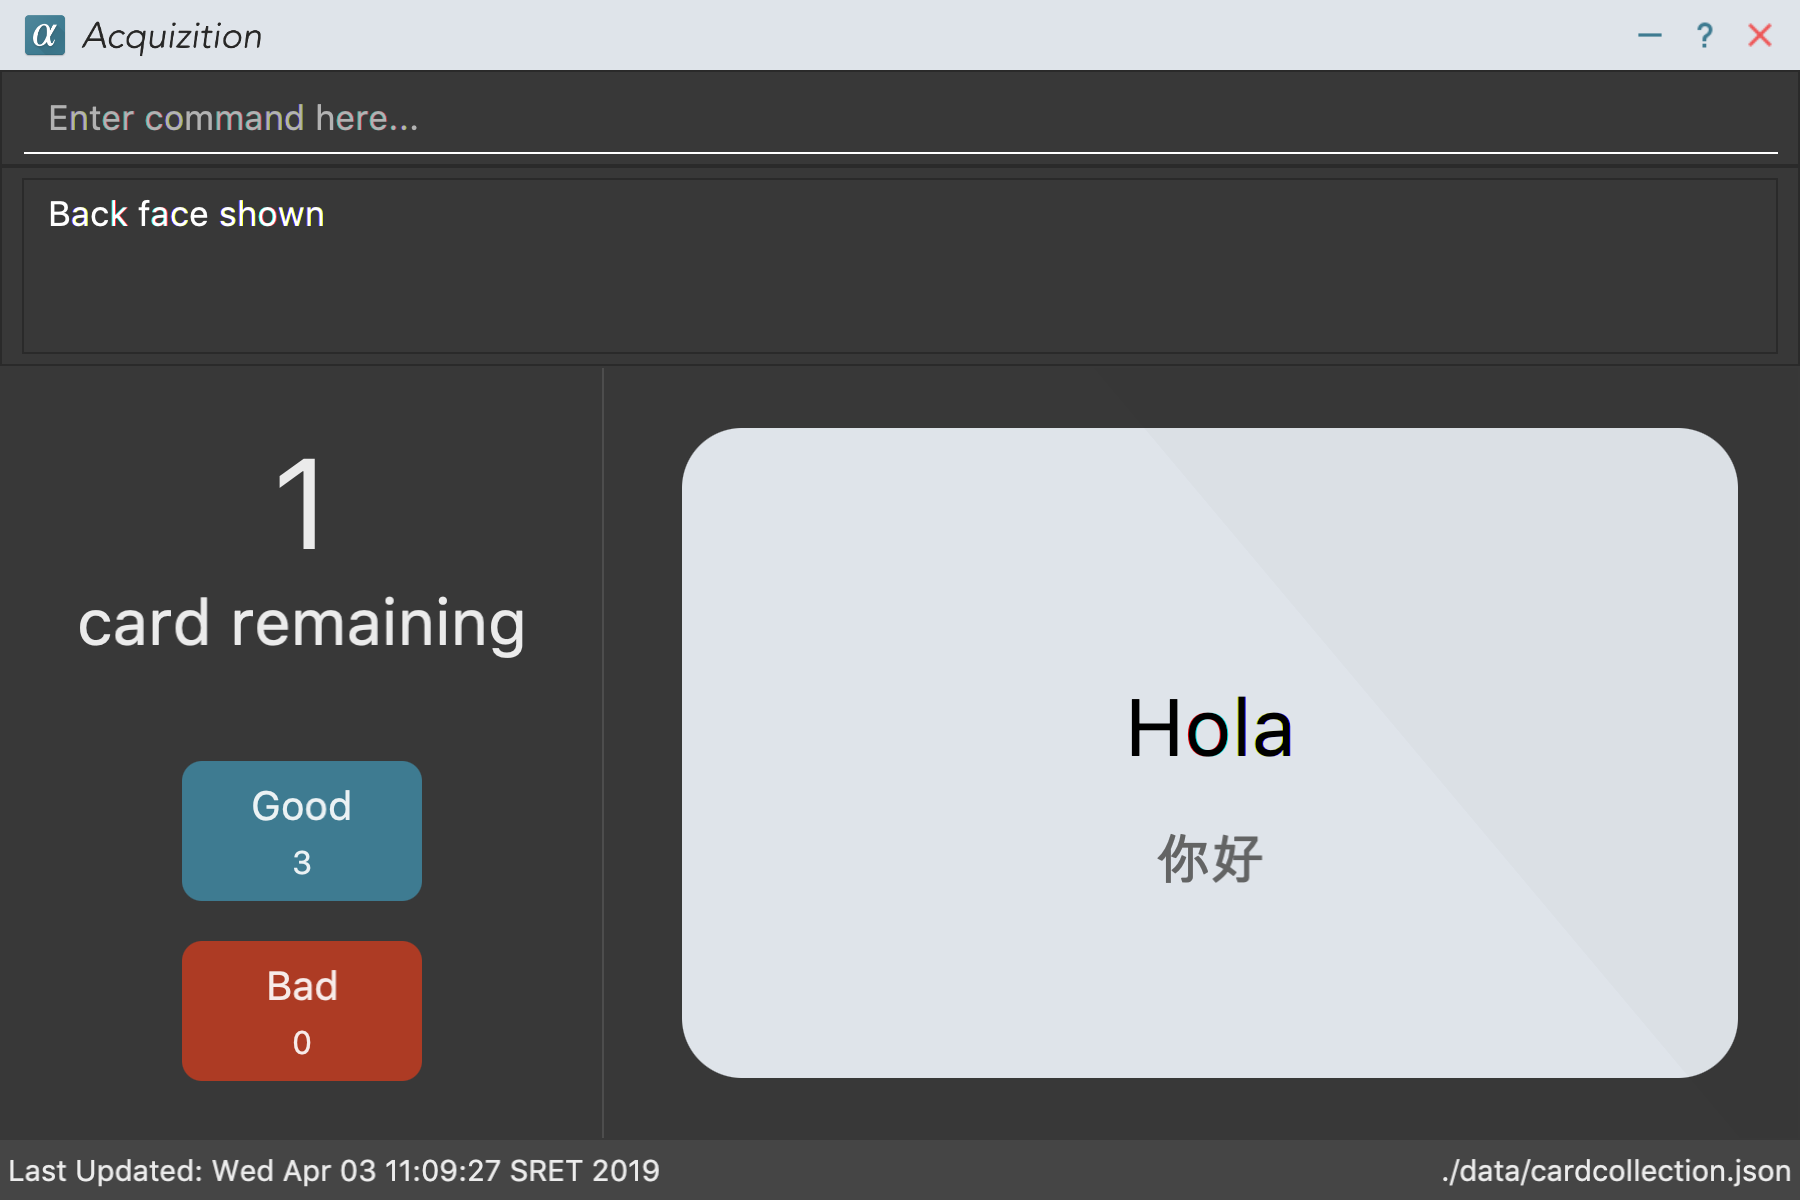 α Acquizition
?
Enter command here...
Back face shown
1
card remaining
Good
3
Bad
0
Hola
你好
Last Updated: Wed Apr 03 11:09:27 SRET 2019
./data/cardcollection.json